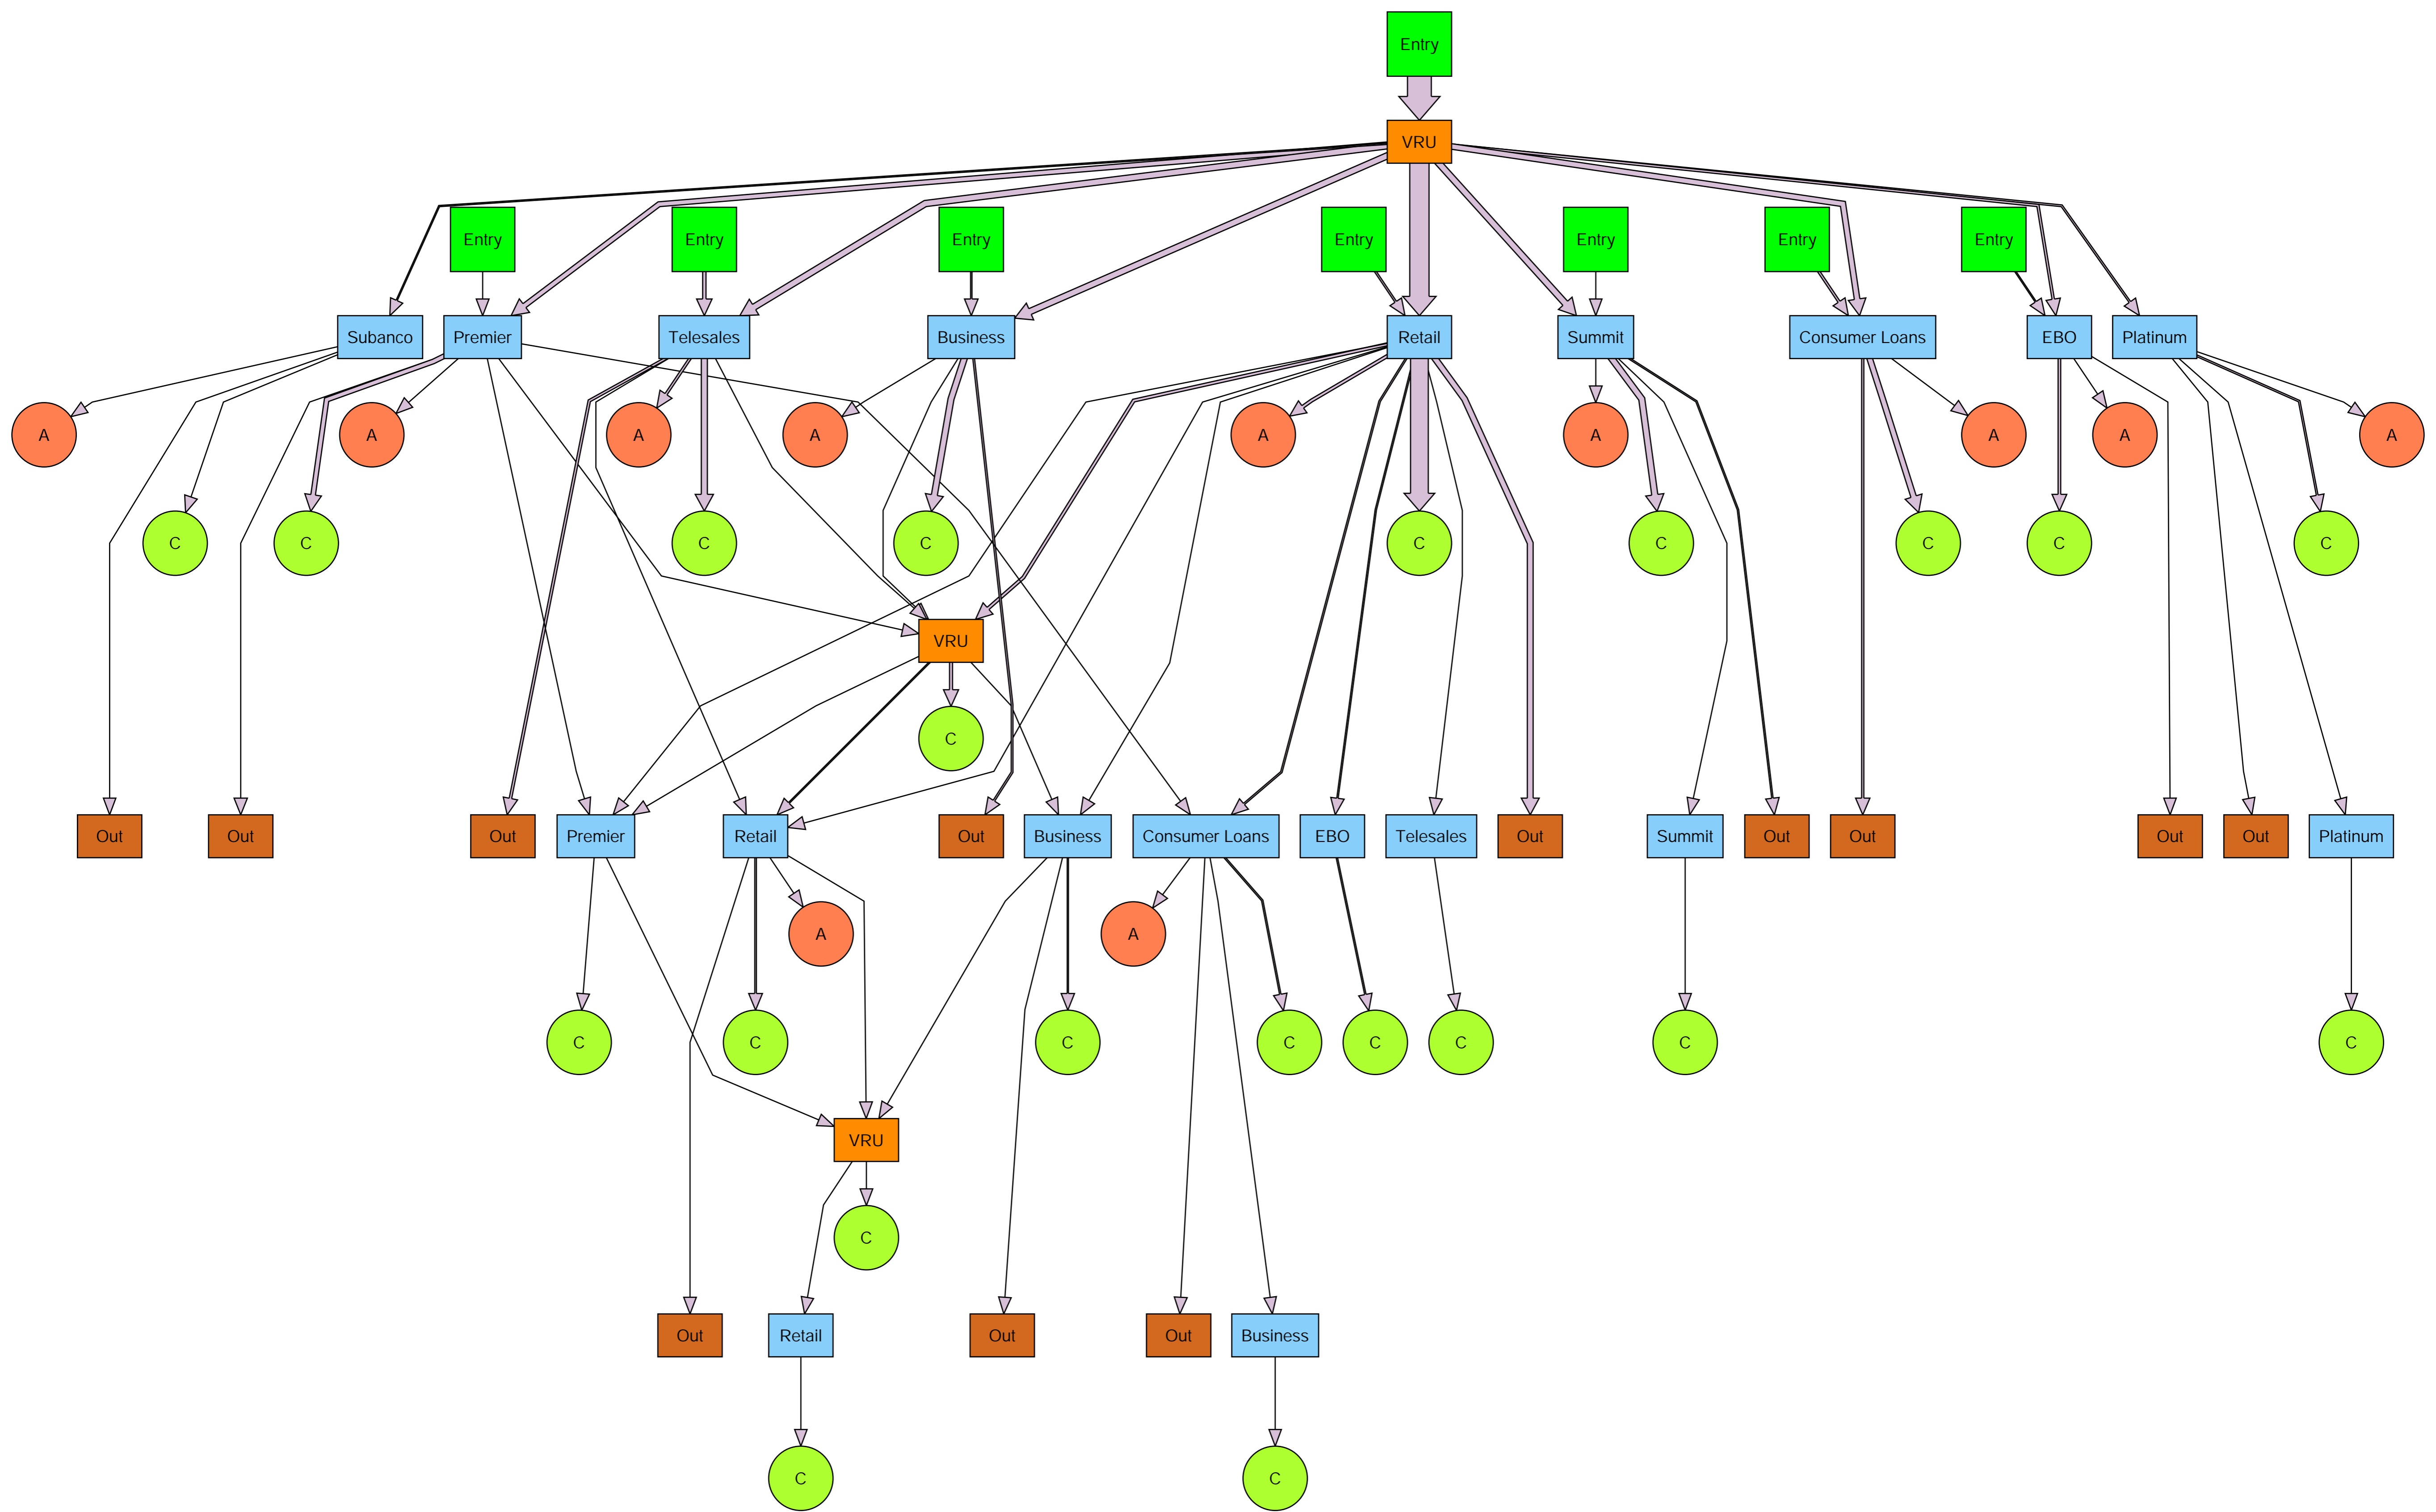 Entry
VRU
Entry
Entry
Entry
Entry
Entry
Entry
Entry
Subanco
Premier
Telesales
Business
Retail
Summit
Consumer Loans
EBO
Platinum
A
A
A
A
A
A
A
A
A
C
C
C
C
C
C
C
C
C
VRU
C
Out
Out
Out
Premier
Retail
Out
Business
Consumer Loans
EBO
Telesales
Out
Summit
Out
Out
Out
Out
Platinum
A
A
C
C
C
C
C
C
C
C
VRU
C
Out
Retail
Out
Out
Business
C
C